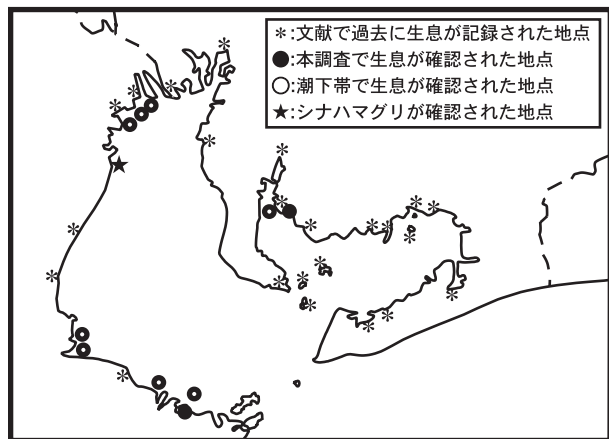 *:文献で過去に生息が記録された地点
●:本調査で生息が確認された地点
○:潮下帯で生息が確認された地点
★:シナハマグリが確認された地点